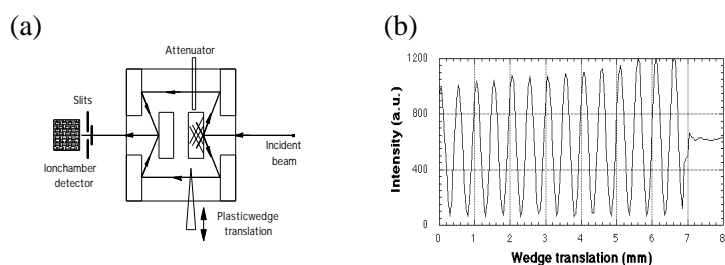 (a)
Attenuator
Slits
Ionchamber
detector
Incident
beam
Plasticwedge
translation
(b)
Intensity (a.u.)
1200
800
400
0
0 1 2 3 4 5 6 7 8
Wedge translation (mm)